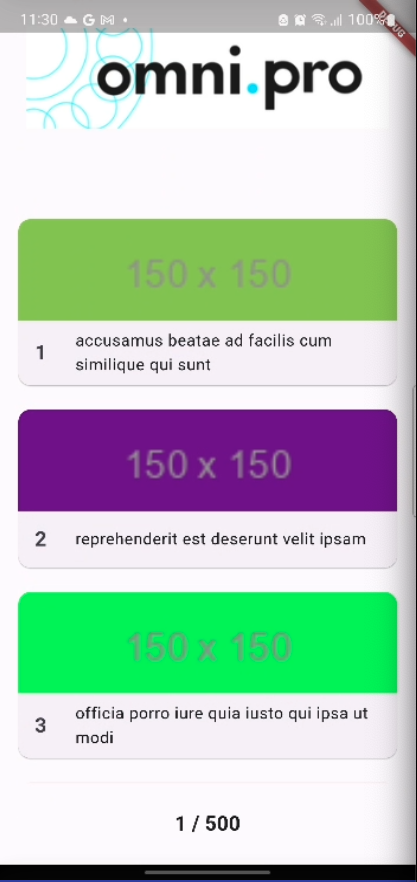 11:30 G M 100%
omni.pro
150 x 150
1 accusamus beatae ad facilis cum
similique qui sunt
150 x 150
2 reprehenderit est deserunt velit ipsam
150 x 150
3 officia porro iure quia iusto qui ipsa ut
modi
1 / 500